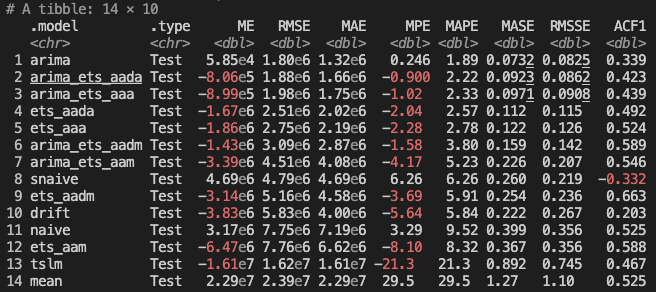 # A tibble: 14 × 10
.model .type ME RMSE MAE MPE MAPE MASE RMSSE ACF1
<chr> <chr> <dbl> <dbl> <dbl> <dbl> <dbl> <dbl> <dbl> <dbl>
1 arima Test 5.85e4 1.80e6 1.32e6 0.246 1.89 0.0732 0.0825 0.339
2 arima_ets_aada Test -8.06e5 1.88e6 1.66e6 -0.900 2.22 0.0923 0.0862 0.423
3 arima_ets_aaa Test -8.99e5 1.98e6 1.75e6 -1.02 2.33 0.0971 0.0908 0.439
4 ets_aada Test -1.67e6 2.51e6 2.02e6 -2.04 2.57 0.112 0.115 0.492
5 ets_aaa Test -1.86e6 2.75e6 2.19e6 -2.28 2.78 0.122 0.126 0.524
6 arima_ets_aadm Test -1.43e6 3.09e6 2.87e6 -1.58 3.80 0.159 0.142 0.589
7 arima_ets_aam Test -3.39e6 4.51e6 4.08e6 -4.17 5.23 0.226 0.207 0.546
8 snaive Test 4.69e6 4.79e6 4.69e6 6.26 6.26 0.260 0.219 -0.332
9 ets_aadm Test -3.14e6 5.16e6 4.58e6 -3.69 5.91 0.254 0.236 0.663
10 drift Test -3.83e6 5.83e6 4.00e6 -5.64 5.84 0.222 0.267 0.203
11 naive Test 3.17e6 7.75e6 7.19e6 3.29 9.52 0.399 0.356 0.525
12 ets_aam Test -6.47e6 7.76e6 6.62e6 -8.10 8.32 0.367 0.356 0.588
13 tslm Test -1.61e7 1.62e7 1.61e7 -21.3 21.3 0.892 0.745 0.467
14 mean Test 2.29e7 2.39e7 2.29e7 29.5 29.5 1.27 1.10 0.525